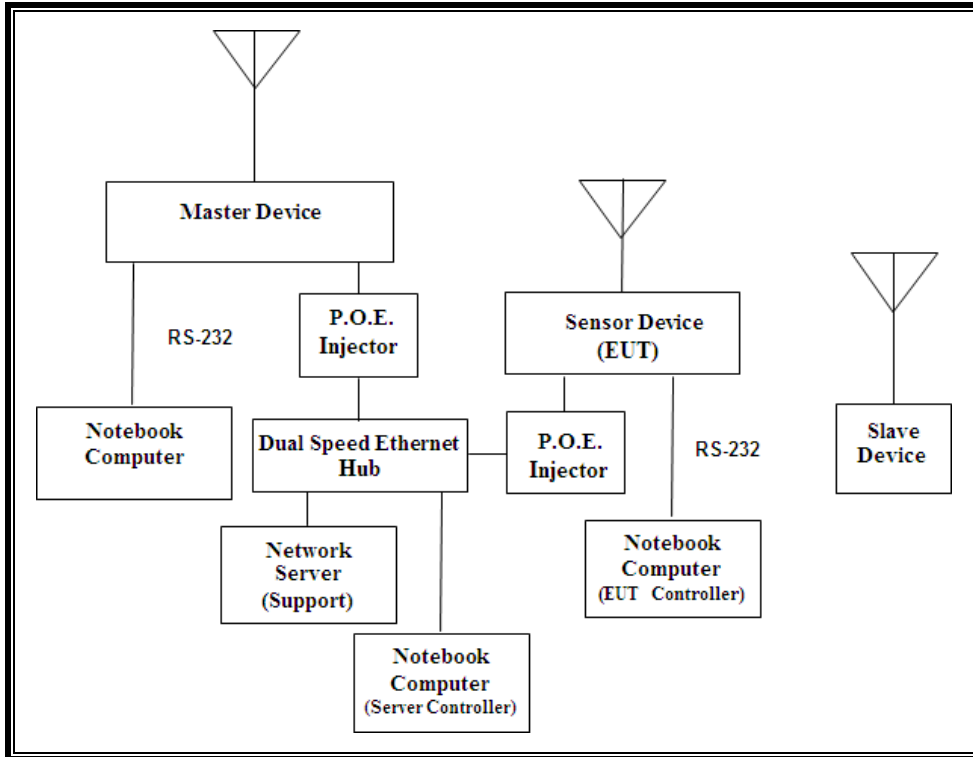 Master Device
P.O.E.
Injector
RS-232
Notebook
Computer
Sensor Device
(EUT)
Dual Speed Ethernet
Hub
P.O.E.
Injector
RS-232
Slave
Device
Network
Server
(Support)
Notebook
Computer
(EUT Controller)
Notebook
Computer
(Server Controller)